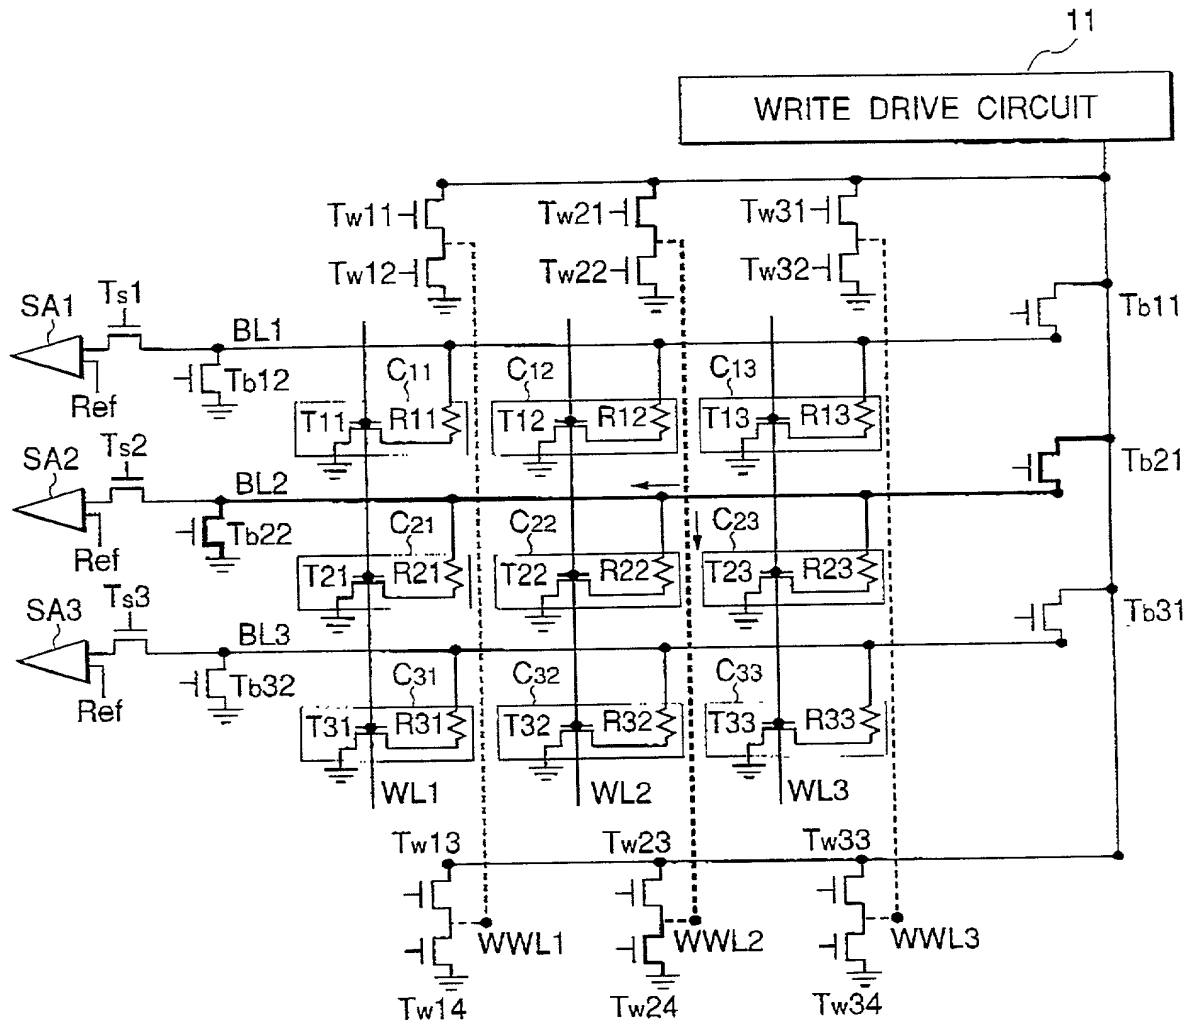 11
WRITE DRIVE CIRCUIT
Tw11 Tw21 Tw31
Tw12 Tw22 Tw32
SA1 Ts1 BL1 Tb11
Tb12 C11 C12 C13
Ref T11 R11 T12 R12 T13 R13
SA2 Ts2 BL2 Tb21
Tb22 C21 C22 C23
Ref T21 R21 T22 R22 T23 R23
SA3 Ts3 BL3 Tb31
Tb32 C31 C32 C33
Ref T31 R31 T32 R32 T33 R33
WL1 WL2 WL3
Tw13 Tw23 Tw33
WWL1 WWL2 WWL3
Tw14 Tw24 Tw34